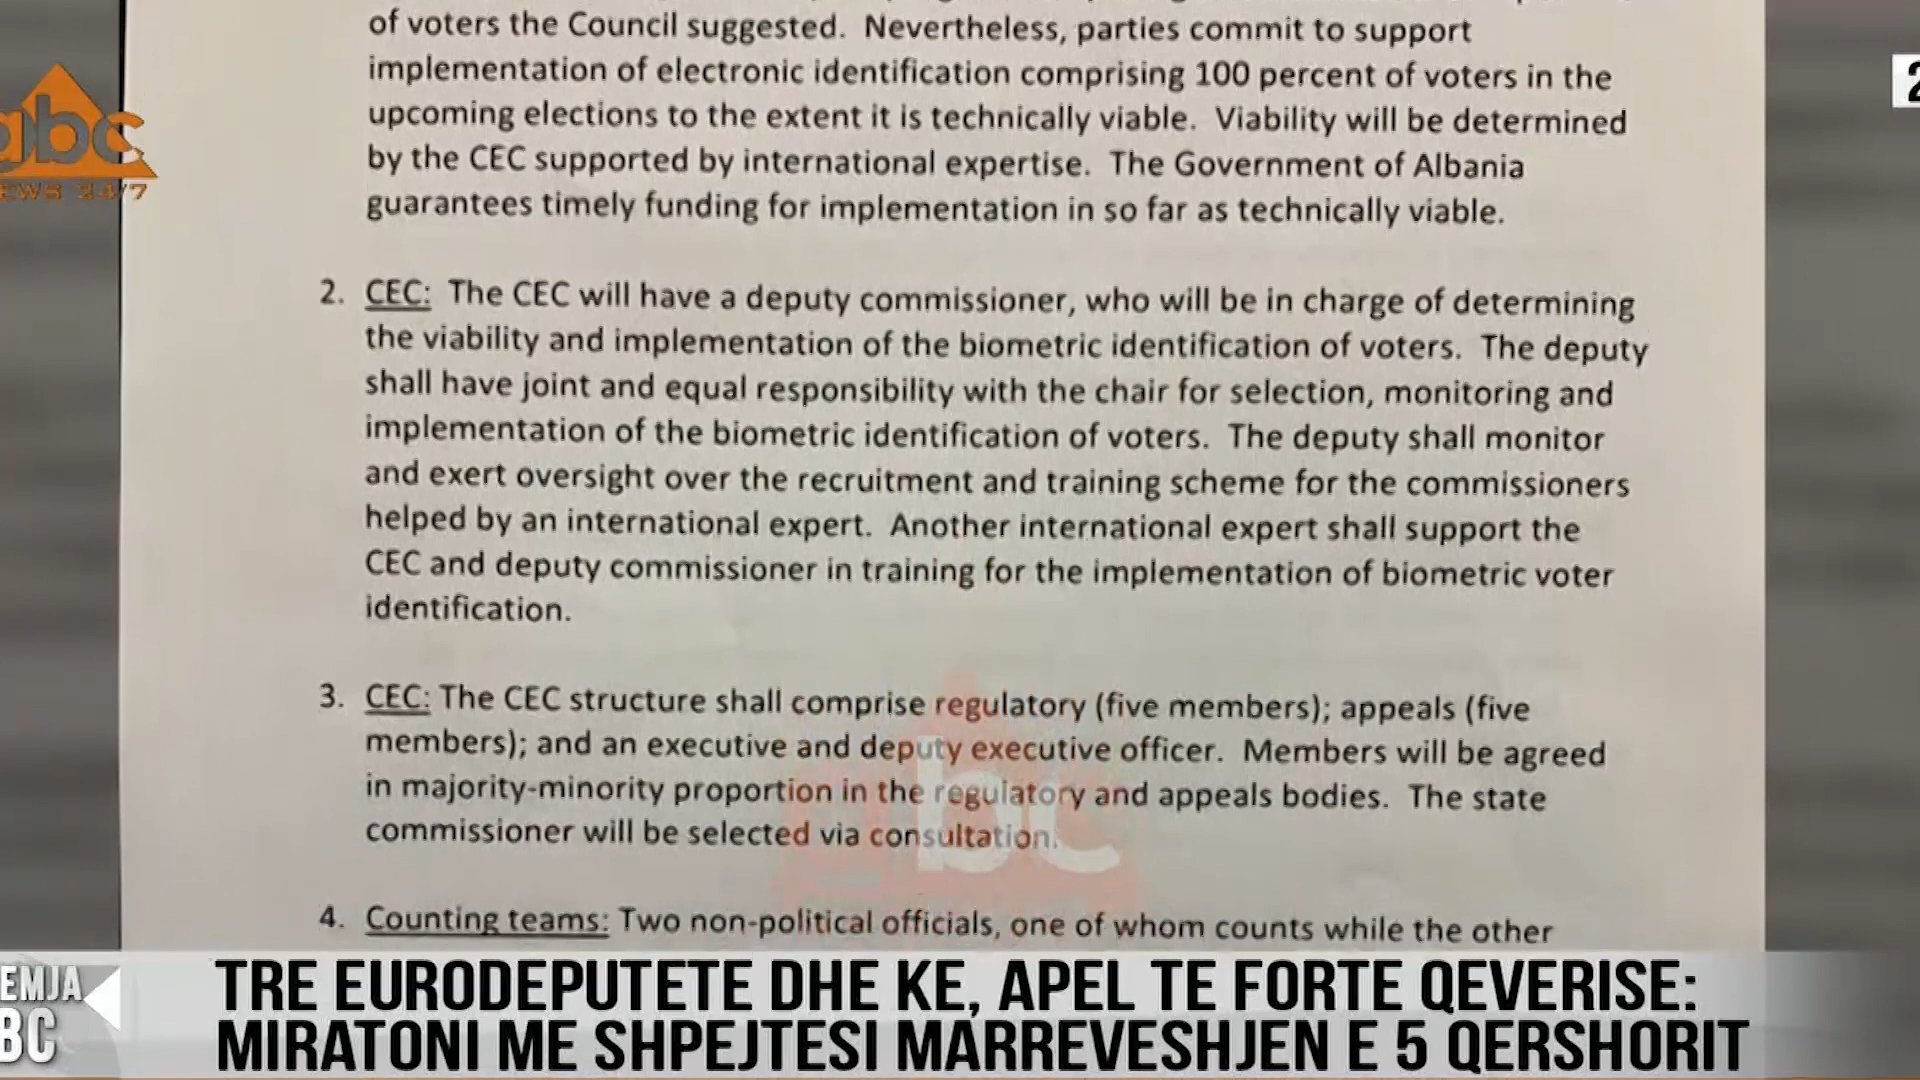 of voters the Council suggested. Nevertheless, parties commit to support
implementation of electronic identification comprising 100 percent of voters in the
upcoming elections to the extent it is technically viable. Viability will be determined
by the CEC supported by international expertise. The Government of Albania
guarantees timely funding for implementation in so far as technically viable.
2. CEC: The CEC will have a deputy commissioner, who will be in charge of determining
the viability and implementation of the biometric identification of voters. The deputy
shall have joint and equal responsibility with the chair for selection, monitoring and
implementation of the biometric identification of voters. The deputy shall monitor
and exert oversight over the recruitment and training scheme for the commissioners
helped by an international expert. Another international expert shall support the
CEC and deputy commissioner in training for the implementation of biometric voter
identification.
3. CEC: The CEC structure shall comprise regulatory (five members); appeals (five
members); and an executive and deputy executive officer. Members will be agreed
in majority-minority proportion in the regulatory and appeals bodies. The state
commissioner will be selected via consultation.
4. Counting teams: Two non-political officials, one of whom counts while the other
abc
EWS 24/7
2
abc
EMJA
BC
TRE EURODEPUTETE DHE KE, APEL TE FORTE QEVERISE:
MIRATONI ME SHPEJTESI MARREVESHJEN E 5 QERSHORIT